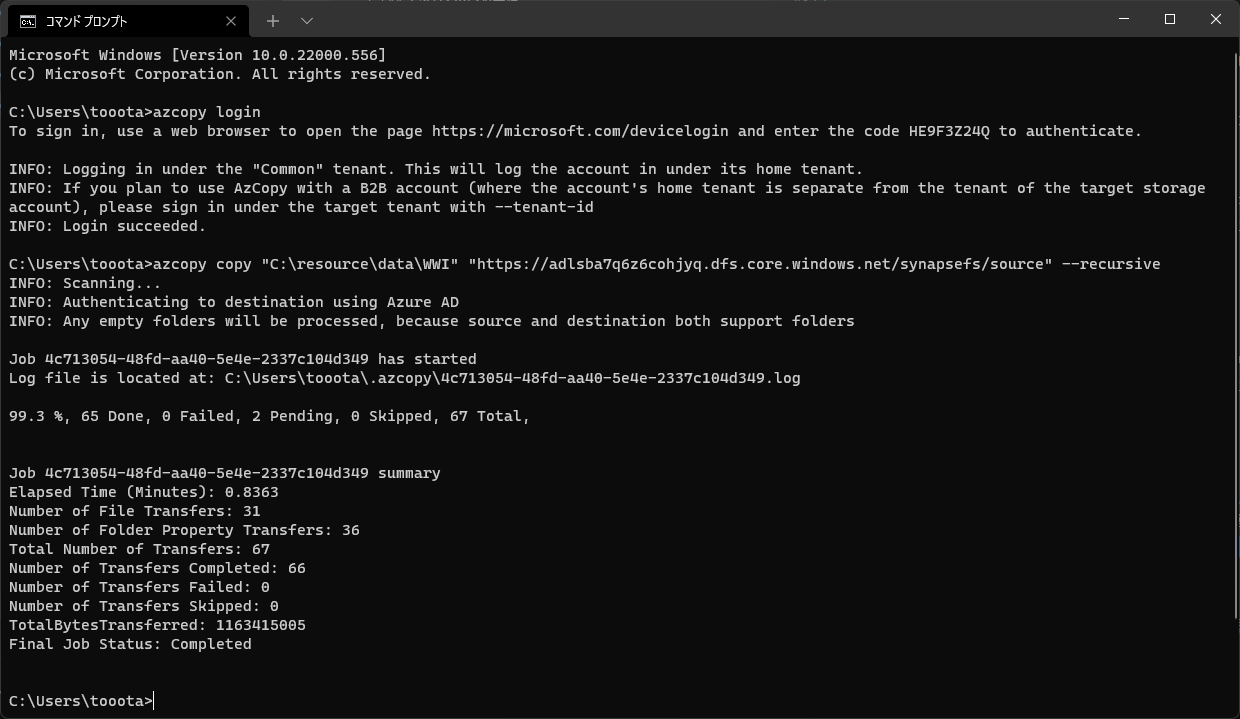 コマンド プロンプト
Microsoft Windows [Version 10.0.22000.556]
(c) Microsoft Corporation. All rights reserved.
C:\Users\tooota>azcopy login
To sign in, use a web browser to open the page https://microsoft.com/devicelogin and enter the code HE9F3Z24Q to authenticate.
INFO: Logging in under the "Common" tenant. This will log the account in under its home tenant.
INFO: If you plan to use AzCopy with a B2B account (where the account's home tenant is separate from the tenant of the target storage
account), please sign in under the target tenant with --tenant-id
INFO: Login succeeded.
C:\Users\tooota>azcopy copy "C:\resource\data\WWI" "https://adlsba7q6z6cohjyq.dfs.core.windows.net/synapsefs/source" --recursive
INFO: Scanning...
INFO: Authenticating to destination using Azure AD
INFO: Any empty folders will be processed, because source and destination both support folders
Job 4c713054-48fd-aa40-5e4e-2337c104d349 has started
Log file is located at: C:\Users\tooota\.azcopy\4c713054-48fd-aa40-5e4e-2337c104d349.log
99.3 %, 65 Done, 0 Failed, 2 Pending, 0 Skipped, 67 Total,
Job 4c713054-48fd-aa40-5e4e-2337c104d349 summary
Elapsed Time (Minutes): 0.8363
Number of File Transfers: 31
Number of Folder Property Transfers: 36
Total Number of Transfers: 67
Number of Transfers Completed: 66
Number of Transfers Failed: 0
Number of Transfers Skipped: 0
TotalBytesTransferred: 1163415005
Final Job Status: Completed
C:\Users\tooota>